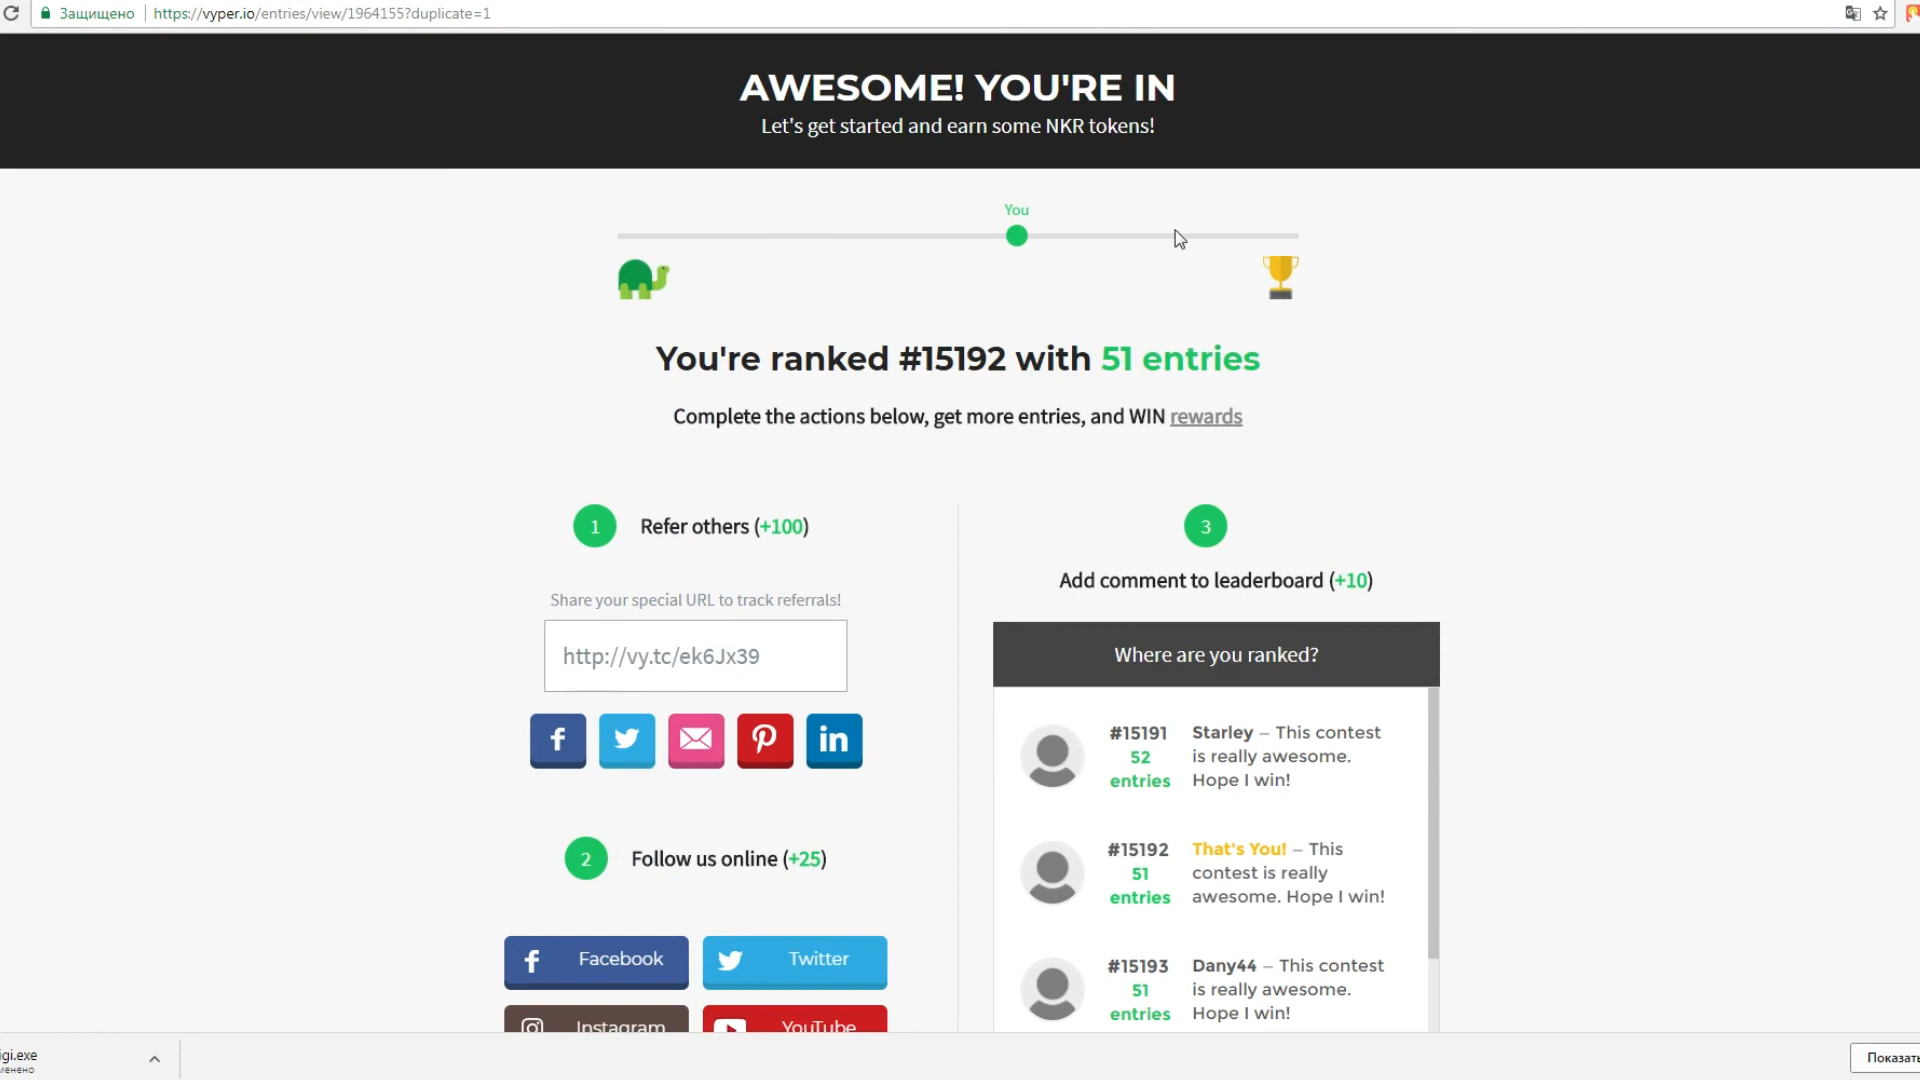 Защищено
https://vyper.io/entries/view/1964155?duplicate=1
AWESOME! YOU'RE IN
Let's get started and earn some NKR tokens!
You
You're ranked #15192 with 51 entries
Complete the actions below, get more entries, and WIN rewards
1 Refer others (+100)
Share your special URL to track referrals!
http://vy.tc/ek6Jx39
2 Follow us online (+25)
Facebook
Twitter
Instagram
YouTube
3
Add comment to leaderboard (+10)
Where are you ranked?
#15191
52
entries
Starley – This contest
is really awesome.
Hope I win!
#15192
51
entries
That's You! – This
contest is really
awesome. Hope I win!
#15193
51
entries
Dany44 – This contest
is really awesome.
Hope I win!
igi.exe
менено
Показать